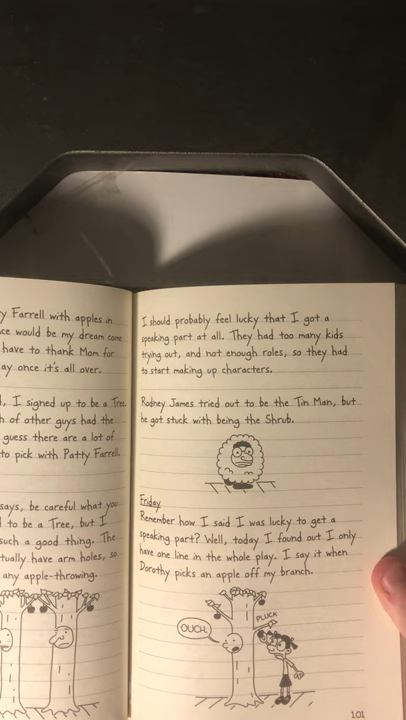 y Farrell with apples in
ce would be my dream come
have to thank Mom for
ay once it's all over.
, I signed up to be a Tree.
h of other guys had the
guess there are a lot of
to pick with Patty Farrell.
says, be careful what you
d to be a Tree, but I
such a good thing. The
tually have arm holes, so
any apple-throwing.
I should probably feel lucky that I got a
speaking part at all. They had too many kids
trying out, and not enough roles, so they had
to start making up characters.
Rodney James tried out to be the Tin Man, but
he got stuck with being the Shrub.
Friday
Remember how I said I was lucky to get a
speaking part? Well, today I found out I only
have one line in the whole play. I say it when
Dorothy picks an apple off my branch.
PLUCK
OUCH.
101